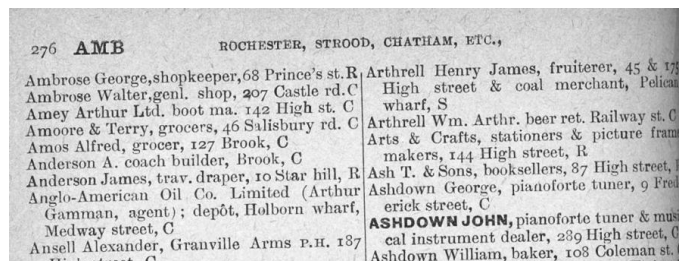 276 AMB
ROCHESTER, STROOD, CHATHAM, ETC.,
Ambrose George, shopkeeper, 68 Prince's st. R
Ambrose Walter, genl. shop, 207 Castle rd. C
Amey Arthur Ltd. boot ma. 142 High st. C
Amoore & Terry, grocers, 46 Salisbury rd. C
Amos Alfred, grocer, 127 Brook, C
Anderson A. coach builder, Brook, C
Anderson James, trav. draper, 10 Star hill, R
Anglo-American Oil Co. Limited (Arthur
Gamman, agent); depôt, Holborn wharf,
Medway street, C
Ansell Alexander, Granville Arms P.H. 187
Arthrell Henry James, fruiterer, 45 & 175
High street & coal merchant, Pelican
wharf, S
Arthrell Wm. Arthr. beer ret. Railway st. C
Arts & Crafts, stationers & picture fram
makers, 144 High street, R
Ash T. & Sons, booksellers, 87 High street,
Ashdown George, pianoforte tuner, 9 Fred
erick street, C
ASHDOWN JOHN, pianoforte tuner & musi
cal instrument dealer, 289 High street, C
Ashdown William, baker, 108 Coleman st.